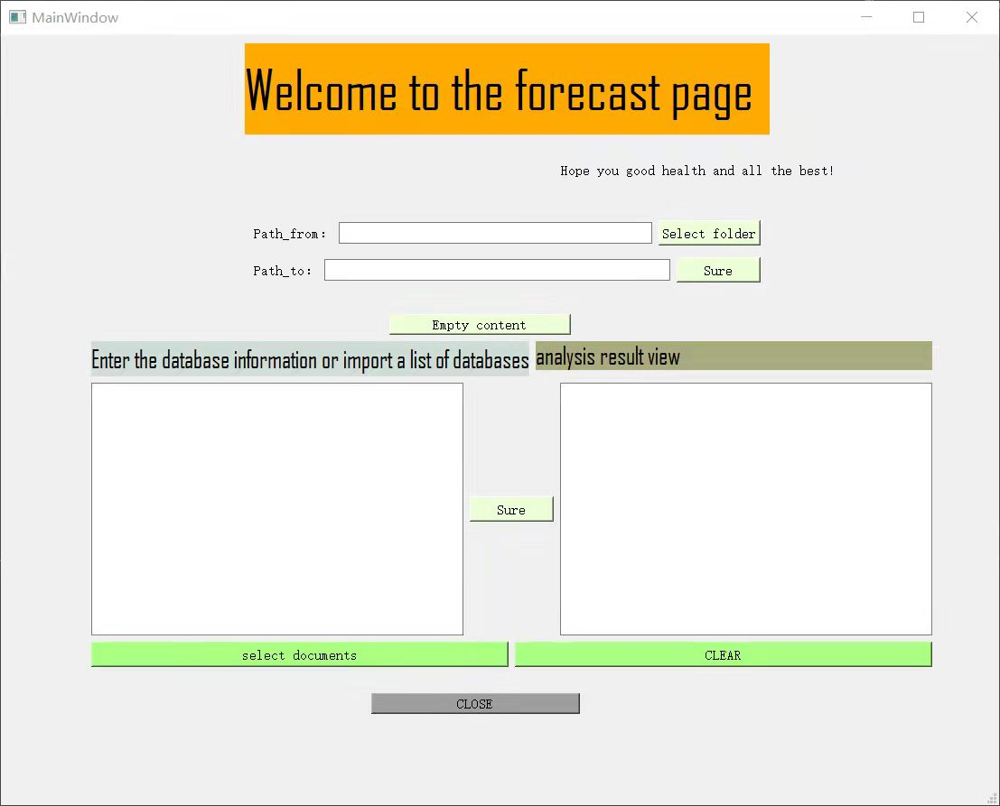 MainWindow
Welcome to the forecast page
Hope you good health and all the best!
Path_from: Select folder
Path_to: Sure
Empty content
Enter the database information or import a list of databases analysis result view
Sure
select documents CLEAR
CLOSE